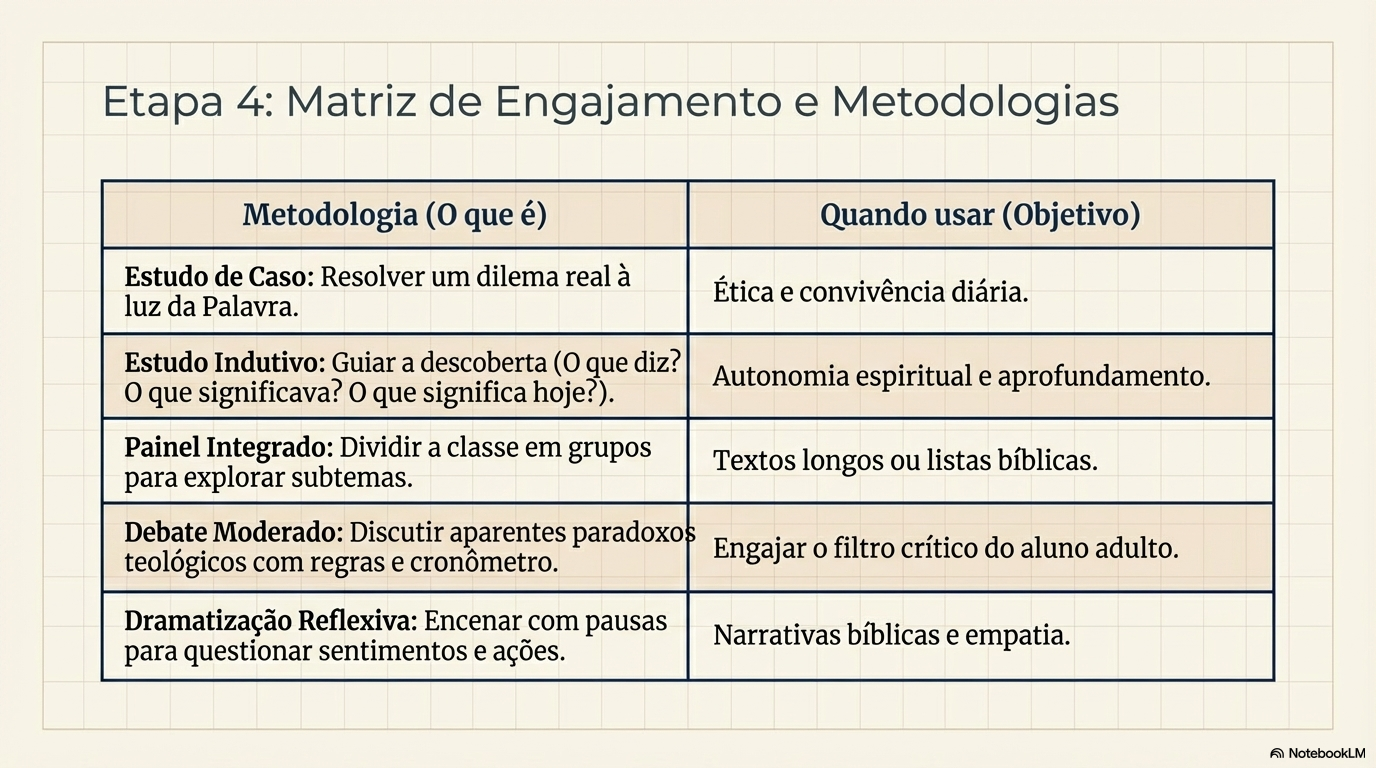 Etapa 4: Matriz de Engajamento e Metodologias
Metodologia (O que é)
Quando usar (Objetivo)
Estudo de Caso: Resolver um dilema real à
luz da Palavra.
Ética e convivência diária.
Estudo Indutivo: Guiar a descoberta (O que diz?
O que significava? O que significa hoje?).
Autonomia espiritual e aprofundamento.
Painel Integrado: Dividir a classe em grupos
para explorar subtemas.
Textos longos ou listas bíblicas.
Debate Moderado: Discutir aparentes paradoxos
teológicos com regras e cronômetro.
Engajar o filtro crítico do aluno adulto.
Dramatização Reflexiva: Encenar com pausas
para questionar sentimentos e ações.
Narrativas bíblicas e empatia.
NotebookLM